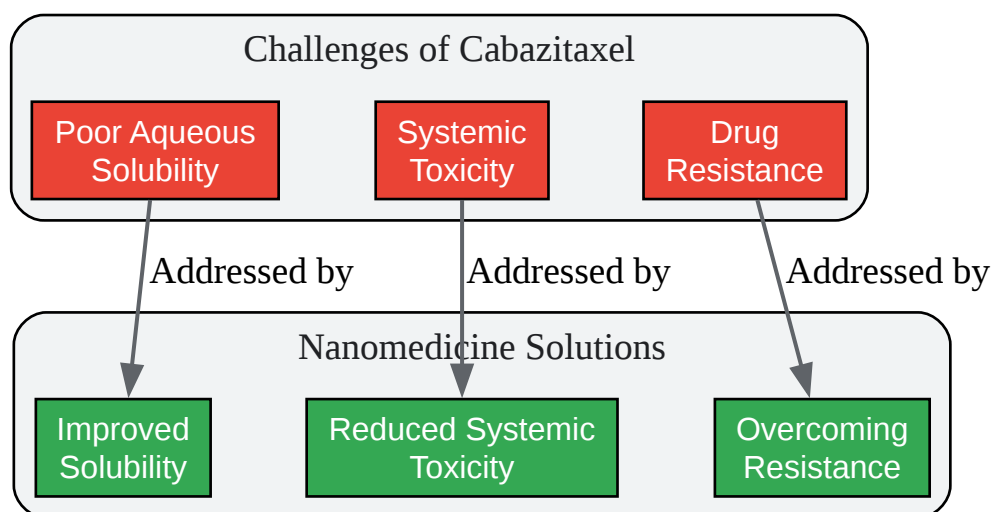 Challenges of Cabazitaxel
Poor Aqueous
Solubility
Systemic
Toxicity
Drug
Resistance
Addressed by
Addressed by
Addressed by
Nanomedicine Solutions
Improved
Solubility
Reduced Systemic
Toxicity
Overcoming
Resistance